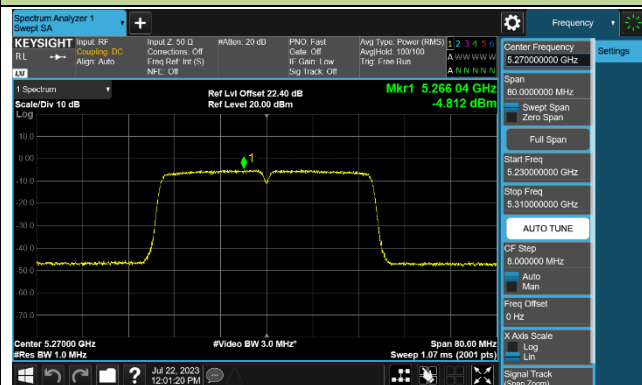 Spectrum Analyzer 1
Swept SA
+
Frequency
KEYSIGHT
RL
LXI
Input: RF
Coupling: DC
Align: Auto
Input Z: 50 Ω
Corrections: Off
Freq Ref: Int (S)
NFE: Off
#Atten: 20 dB
PNO: Fast
Gate: Off
IF Gain: Low
Sig Track: Off
Avg Type: Power (RMS)
Avg|Hold: 100/100
Trig: Free Run
1 2 3 4 5 6
A W W W W W
A N N N N N
1 Spectrum
Scale/Div 10 dB
Log
Ref Lvl Offset 22.40 dB
Ref Level 20.00 dBm
Mkr1 5.266 04 GHz
-4.812 dBm
10.0
0.00
-10.0
-20.0
-30.0
-40.0
-50.0
-60.0
-70.0
1
Center 5.27000 GHz
#Res BW 1.0 MHz
#Video BW 3.0 MHz*
Span 80.00 MHz
Sweep 1.07 ms (2001 pts)
Center Frequency
5.27000000 GHz
Settings
Span
80.0000000 MHz
Swept Span
Zero Span
Full Span
Start Freq
5.23000000 GHz
Stop Freq
5.31000000 GHz
AUTO TUNE
CF Step
8.000000 MHz
Auto
Man
Freq Offset
0 Hz
X Axis Scale
Log
Lin
Signal Track
(Span Zoom)
?
Jul 22, 2023
12:01:20 PM